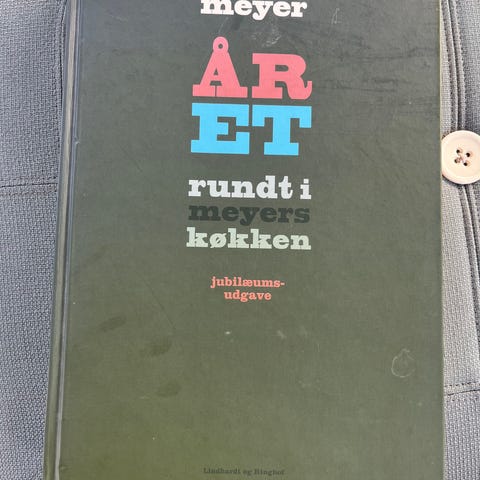 meyer
ÅR
ET
rundt i
meyers
køkken
jubilæums-
udgave
Lindhardt og Ringhof